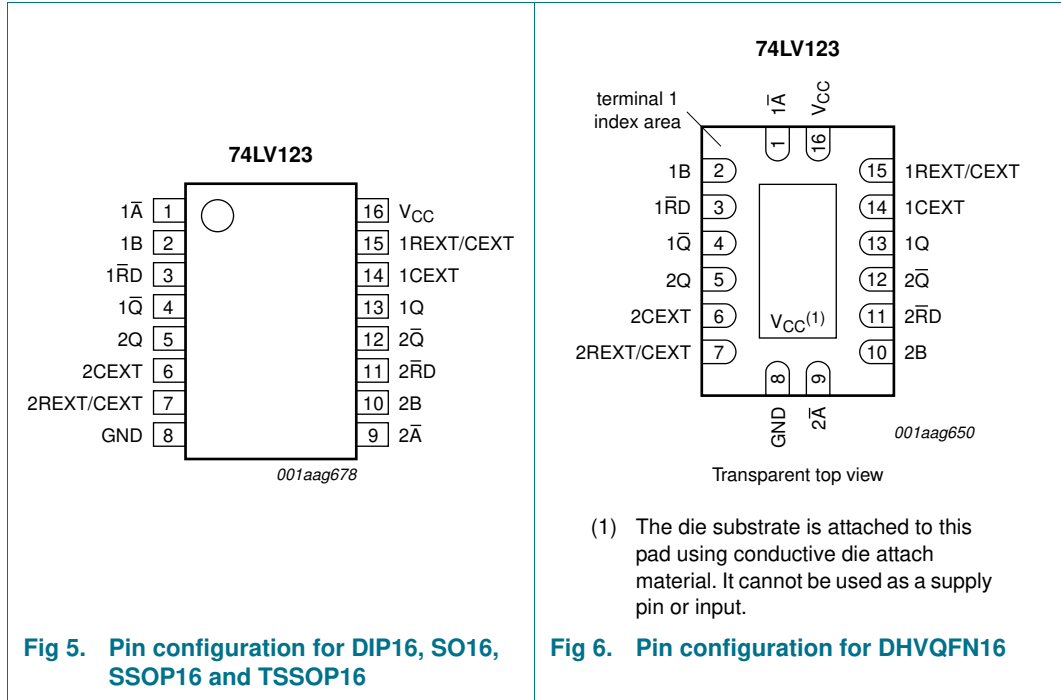 74LV123
1A̅ 1 16 VCC
1B 2 15 1REXT/CEXT
1R̅D 3 14 1CEXT
1Q̅ 4 13 1Q
2Q 5 12 2Q̅
2CEXT 6 11 2R̅D
2REXT/CEXT 7 10 2B
GND 8 9 2A̅
001aag678
Fig 5. Pin configuration for DIP16, SO16,
SSOP16 and TSSOP16
74LV123
terminal 1
index area
1A̅ VCC
1 16
1B 2 15 1REXT/CEXT
1R̅D 3 14 1CEXT
1Q̅ 4 13 1Q
2Q 5 12 2Q̅
2CEXT 6 11 2R̅D
VCC(1)
2REXT/CEXT 7 10 2B
8 9
GND 2A̅
001aag650
Transparent top view
(1) The die substrate is attached to this
pad using conductive die attach
material. It cannot be used as a supply
pin or input.
Fig 6. Pin configuration for DHVQFN16